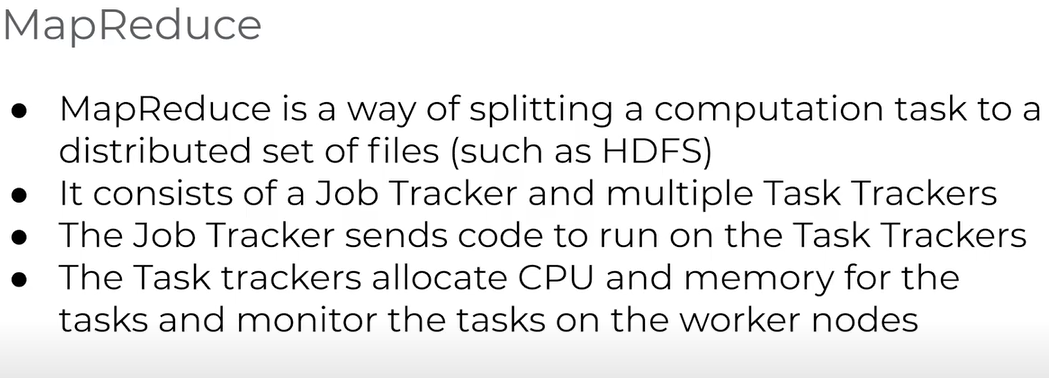 MapReduce
● MapReduce is a way of splitting a computation task to a
distributed set of files (such as HDFS)
● It consists of a Job Tracker and multiple Task Trackers
● The Job Tracker sends code to run on the Task Trackers
● The Task trackers allocate CPU and memory for the
tasks and monitor the tasks on the worker nodes